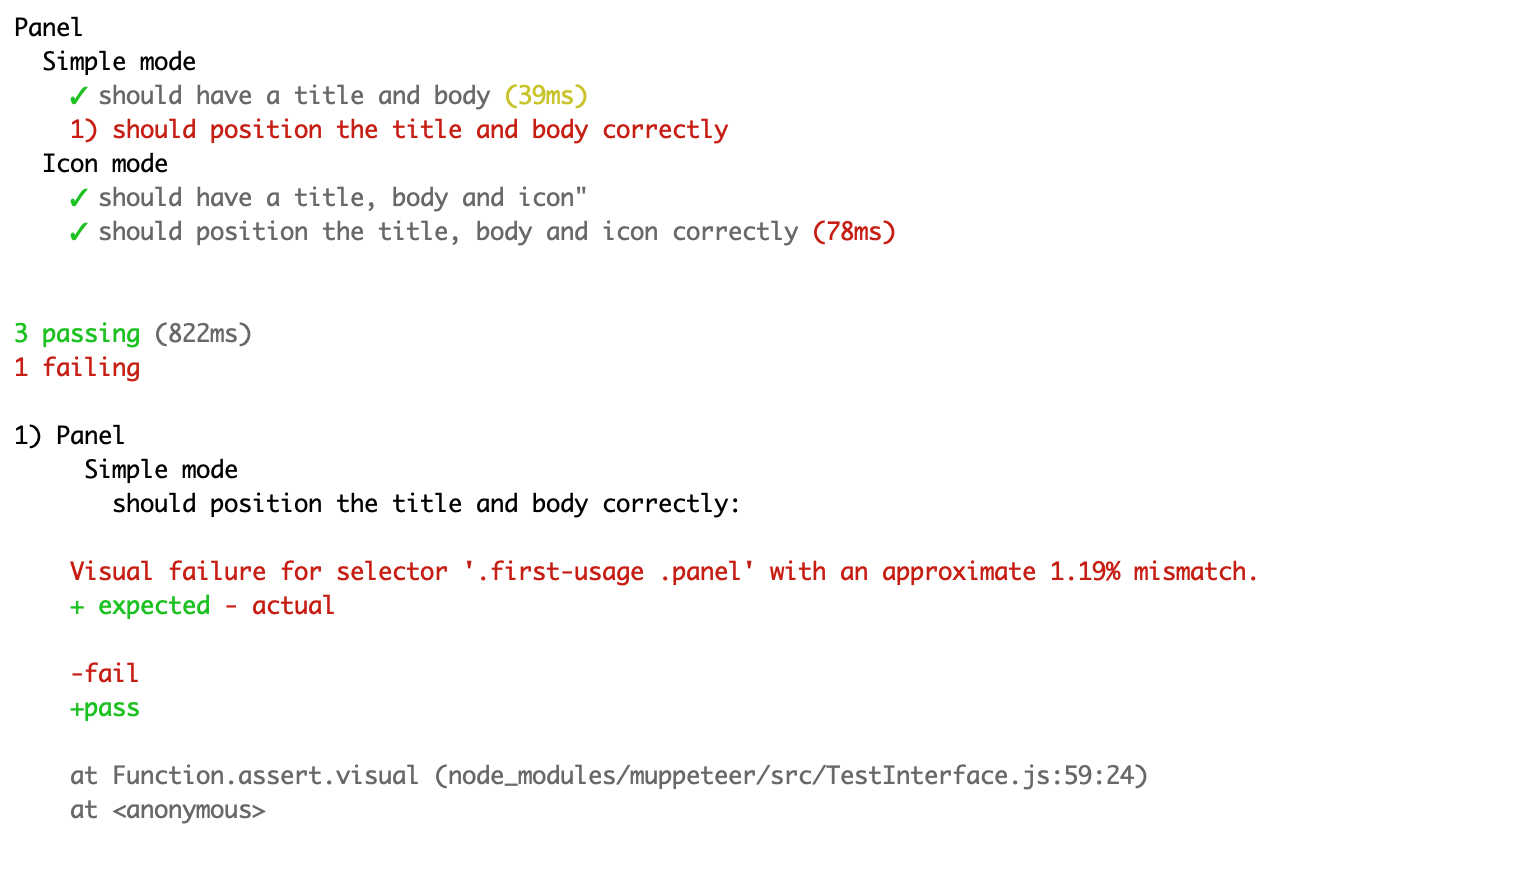 Panel
Simple mode
✓ should have a title and body (39ms)
1) should position the title and body correctly
Icon mode
✓ should have a title, body and icon"
✓ should position the title, body and icon correctly (78ms)
3 passing (822ms)
1 failing
1) Panel
Simple mode
should position the title and body correctly:
Visual failure for selector '.first-usage .panel' with an approximate 1.19% mismatch.
+ expected - actual
-fail
+pass
at Function.assert.visual (node_modules/muppeteer/src/TestInterface.js:59:24)
at <anonymous>